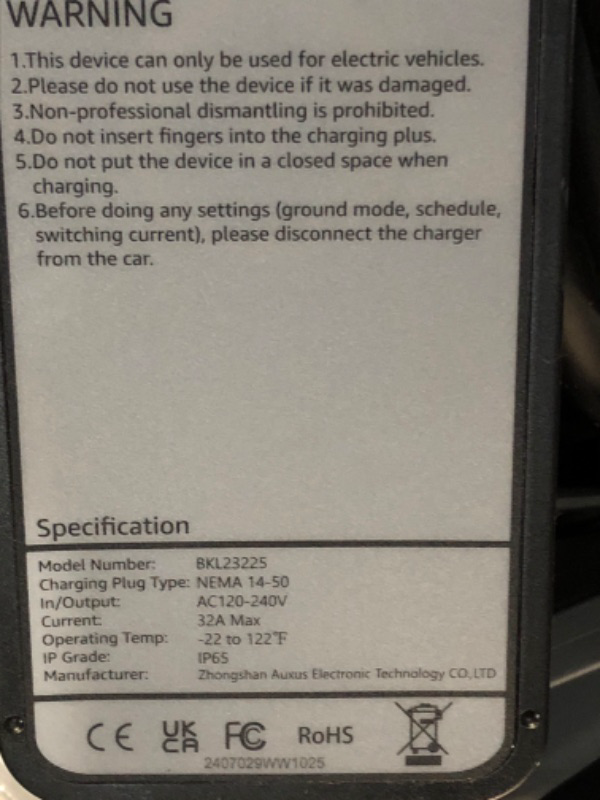 WARNING
1.This device can only be used for electric vehicles.
2.Please do not use the device if it was damaged.
3.Non-professional dismantling is prohibited.
4.Do not insert fingers into the charging plus.
5.Do not put the device in a closed space when
charging.
6.Before doing any settings (ground mode, schedule,
switching current), please disconnect the charger
from the car.
Specification
Model Number: BKL23225
Charging Plug Type: NEMA 14-50
In/Output: AC120-240V
Current: 32A Max
Operating Temp: -22 to 122℉
IP Grade: IP65
Manufacturer: Zhongshan Auxus Electronic Technology CO,.LTD
CE UK CA FC RoHS
2407029WW1025